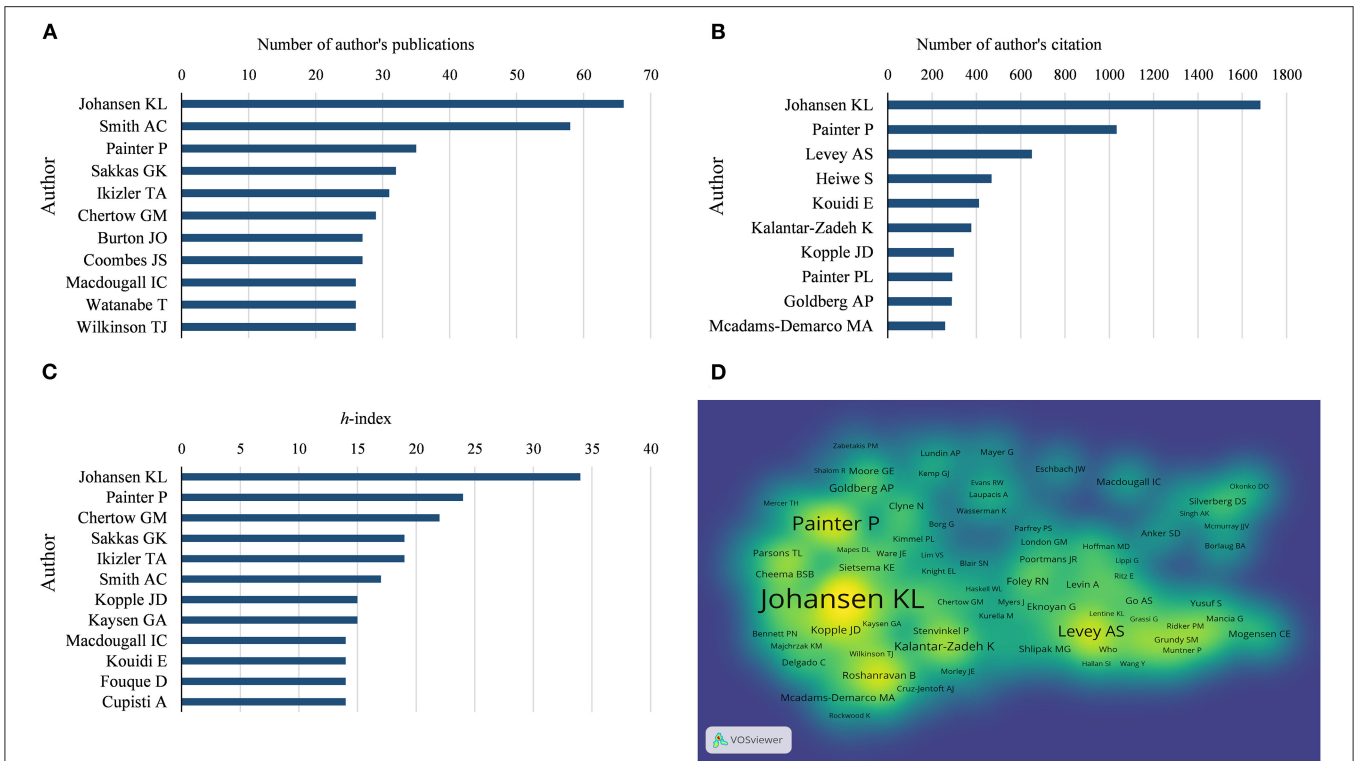 A
Number of author's publications
0 10 20 30 40 50 60 70
Author
Johansen KL
Smith AC
Painter P
Sakkas GK
Ikizler TA
Chertow GM
Burton JO
Coombes JS
Macdougall IC
Watanabe T
Wilkinson TJ
B
Number of author's citation
0 200 400 600 800 1000 1200 1400 1600 1800
Author
Johansen KL
Painter P
Levey AS
Heiwe S
Kouidi E
Kalantar-Zadeh K
Kopple JD
Painter PL
Goldberg AP
Mcadams-Demarco MA
C
h-index
0 5 10 15 20 25 30 35 40
Author
Johansen KL
Painter P
Chertow GM
Sakkas GK
Ikizler TA
Smith AC
Kopple JD
Kaysen GA
Macdougall IC
Kouidi E
Fouque D
Cupisti A
D
Zabetakis PM
Lundin AP Mayer G
Shalom R Moore GE Kemp GJ Eschbach JW
Goldberg AP Evans RW Macdougall IC Okonko DO
Laupacis A
Mercer TH Clyne N Silverberg DS
Wasserman K Singh AK
Painter P Borg G Parfrey PS Anker SD Mcmurray JJV
Kimmel PL London GM
Parsons TL Mapes DL Ware JE Lim VS Hoffman MD Borlaug BA
Sietsema KE Blair SN Poortmans JR Lippi G
Cheema BSB Knight EL Foley RN Levin A Ritz E
Haskell WL
Johansen KL Chertow GM Myers J Eknoyan G Go AS Yusuf S
Kurella M Lentine KL
Kaysen GA Grassi G Mancia G
Bennett PN Kopple JD Stenvinkel P Levey AS Ridker PM Mogensen CE
Majchrzak KM Kalantar-Zadeh K Shlipak MG Who Grundy SM
Wilkinson TJ Muntner P
Delgado C Hallan SI Wang Y
Roshanravan B Morley JE
Cruz-Jentoft AJ
Mcadams-Demarco MA
Rockwood K
VOSviewer